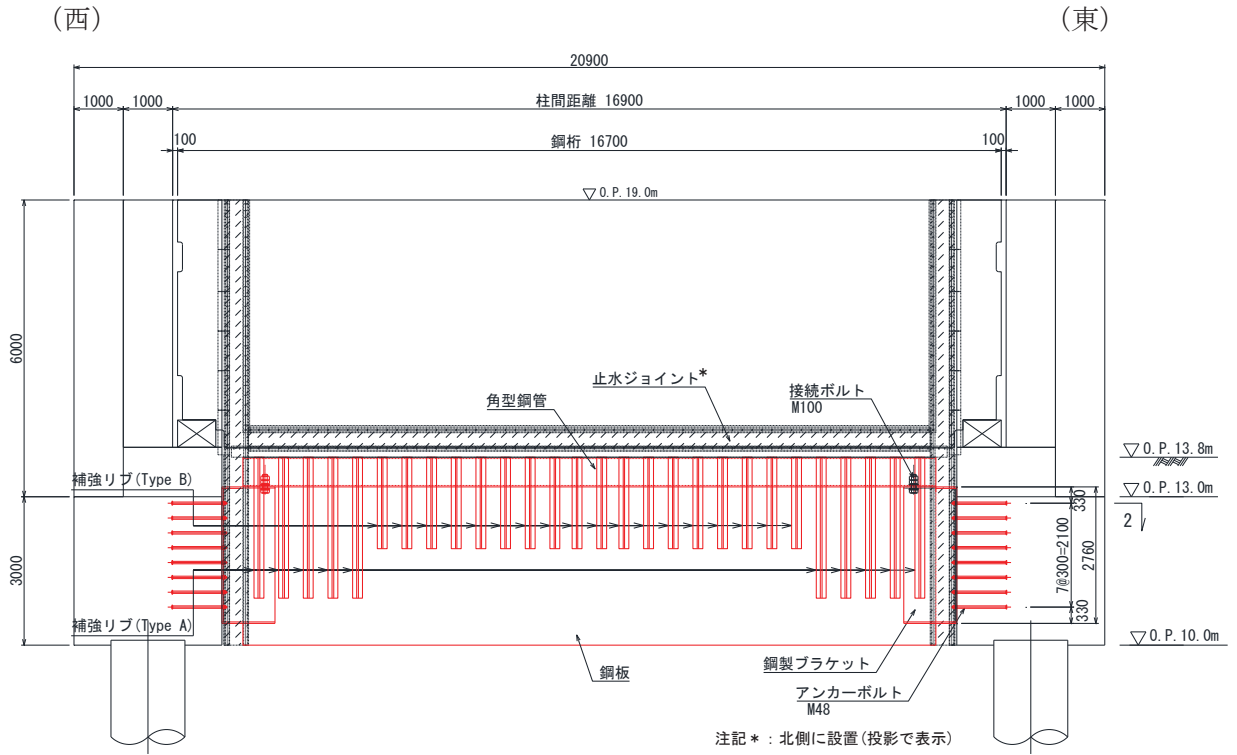 (西)
(東)
20900
1000
1000
柱間距離 16900
1000
1000
100
鋼桁 16700
100
▽O.P.19.0m
6000
止水ジョイント*
接続ボルト
M100
角型鋼管
▽O.P.13.8m
補強リブ(Type B)
▽O.P.13.0m
330
2
7@300=2100
2760
3000
330
補強リブ(Type A)
▽O.P.10.0m
鋼製ブラケット
鋼板
アンカーボルト
M48
注記*：北側に設置(投影で表示)